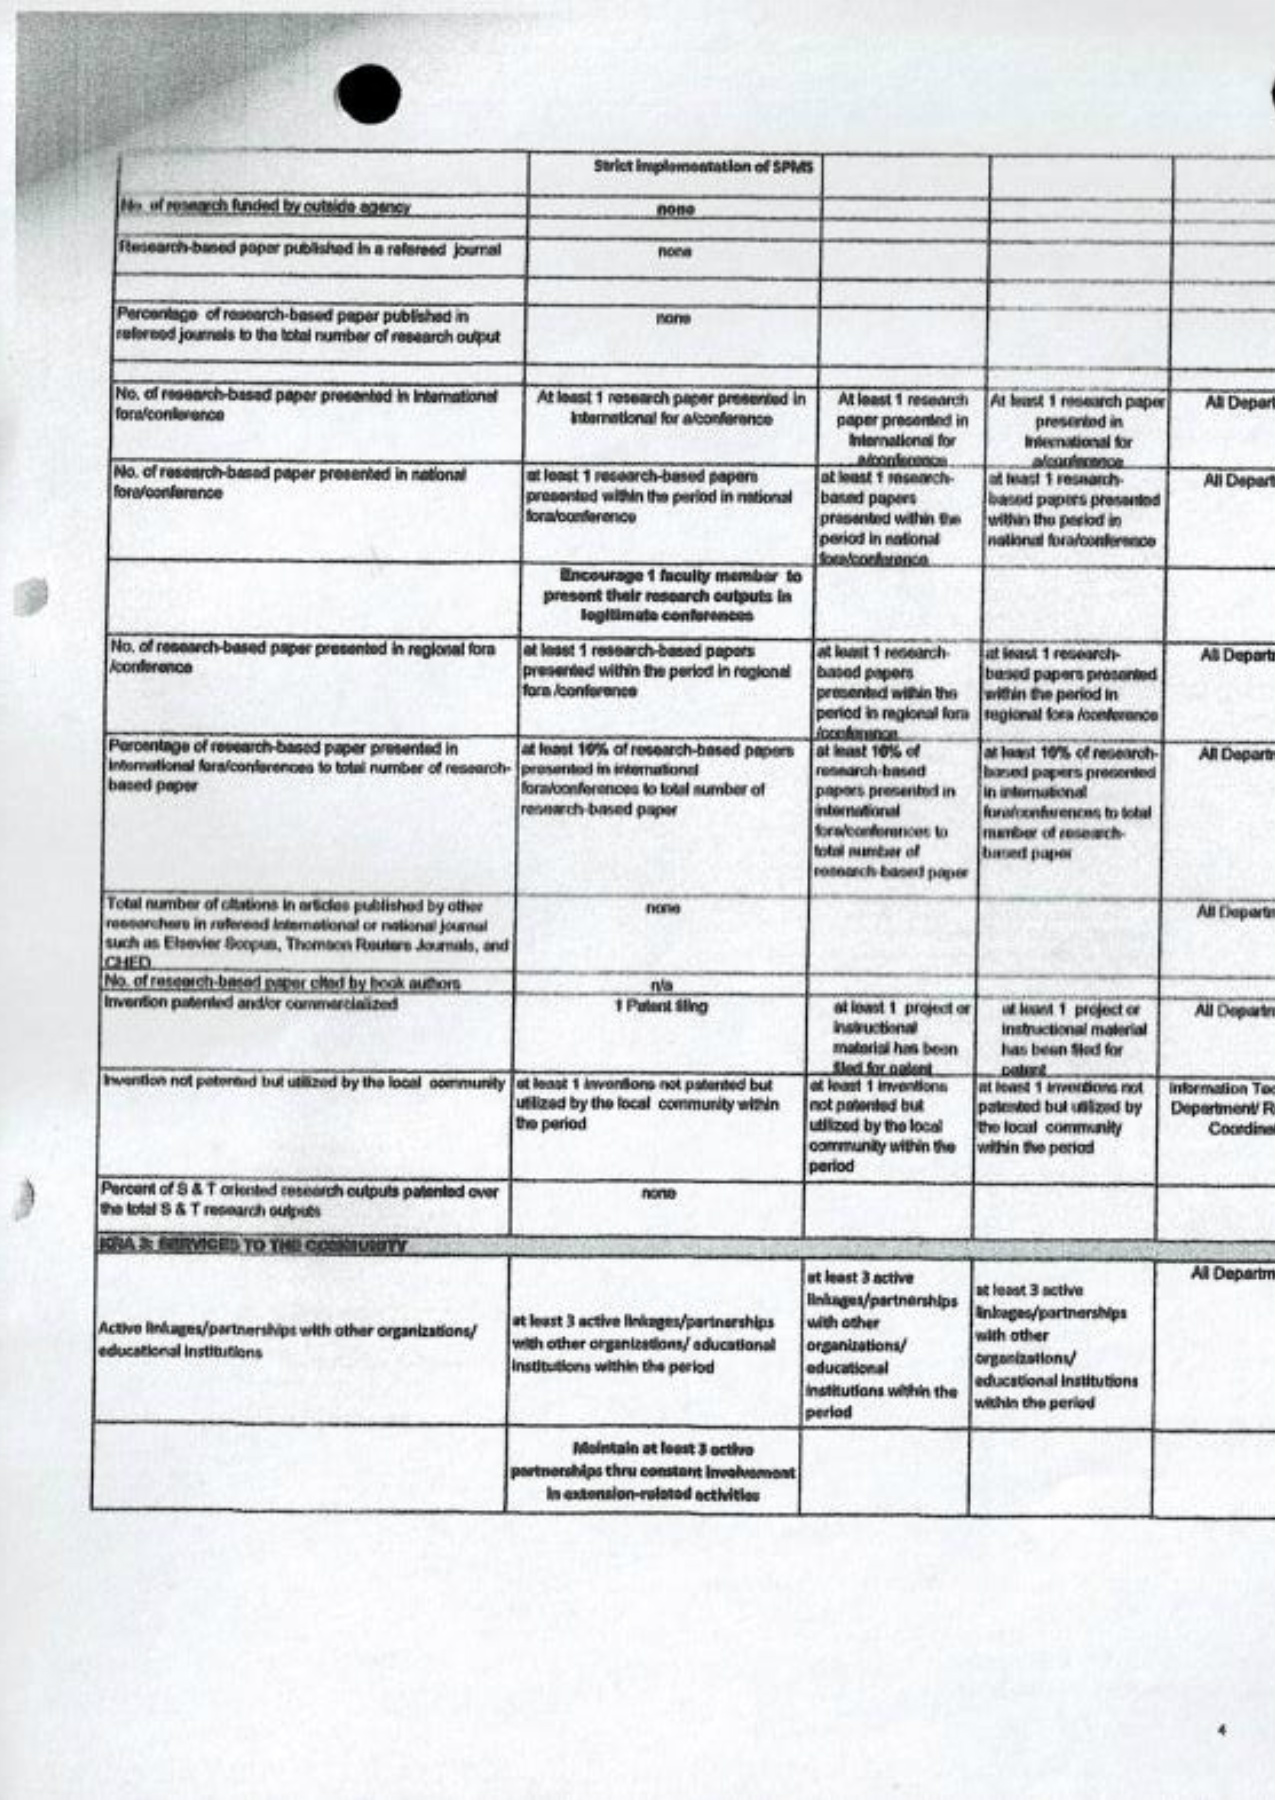 Strict implementation of SPMS
No. of research funded by outside agency
none
Research-based paper published in a refereed journal
none
Percentage of research-based paper published in
refereed journals to the total number of research output
none
No. of research-based paper presented in International
fora/conference
At least 1 research paper presented in
International for a/conference
At least 1 research
paper presented in
International for
a/conference
At least 1 research paper
presented in
International for
a/conference
All Depart
No. of research-based paper presented in national
fora/conference
at least 1 research-based papers
presented within the period in national
fora/conference
at least 1 research-
based papers
presented within the
period in national
fora/conference
at least 1 research-
based papers presented
within the period in
national fora/conference
All Depart
Encourage 1 faculty member to
present their research outputs in
legitimate conferences
No. of research-based paper presented in regional fora
/conference
at least 1 research-based papers
presented within the period in regional
fora /conference
at least 1 research-
based papers
presented within the
period in regional fora
/conference
at least 1 research-
based papers presented
within the period in
regional fora /conference
All Departm
Percentage of research-based paper presented in
International fora/conferences to total number of research-
based paper
at least 10% of research-based papers
presented in international
fora/conferences to total number of
research-based paper
at least 10% of
research-based
papers presented in
international
fora/conferences to
total number of
research-based paper
at least 10% of research-
based papers presented
in international
fora/conferences to total
number of research-
based paper
All Departm
Total number of citations in articles published by other
researchers in refereed International or national journal
such as Elsevier Scopus, Thomson Reuters Journals, and
CHED
none
All Departm
No. of research-based paper cited by book authors
n/a
Invention patented and/or commercialized
1 Patent filing
at least 1 project or
instructional
material has been
filed for patent
at least 1 project or
instructional material
has been filed for
patent
All Departm
Invention not patented but utilized by the local community
at least 1 inventions not patented but
utilized by the local community within
the period
at least 1 inventions
not patented but
utilized by the local
community within the
period
at least 1 inventions not
patented but utilized by
the local community
within the period
Information Tec
Department/ R
Coordina
Percent of S & T oriented research outputs patented over
the total S & T research outputs
none
KRA 3: SERVICES TO THE COMMUNITY
Active linkages/partnerships with other organizations/
educational institutions
at least 3 active linkages/partnerships
with other organizations/ educational
institutions within the period
at least 3 active
linkages/partnerships
with other
organizations/
educational
institutions within the
period
at least 3 active
linkages/partnerships
with other
organizations/
educational institutions
within the period
All Departm
Maintain at least 3 active
partnerships thru constant involvement
in extension-related activities
4